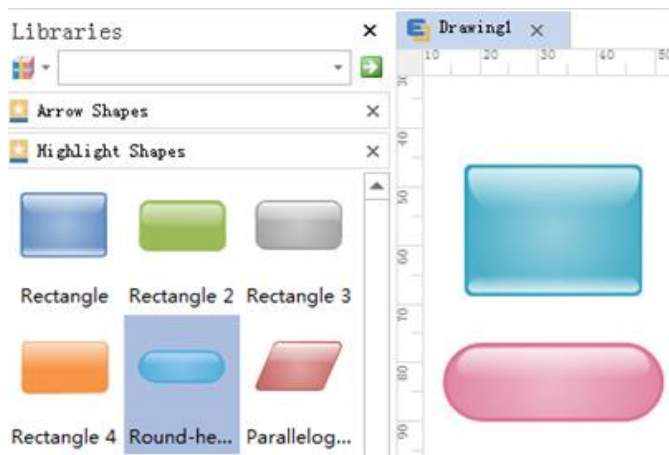 Libraries
Drawing1
10 20 30 40 50
Arrow Shapes
Highlight Shapes
30
40
50
60
70
80
90
Rectangle Rectangle 2 Rectangle 3
Rectangle 4 Round-he... Parallelog...